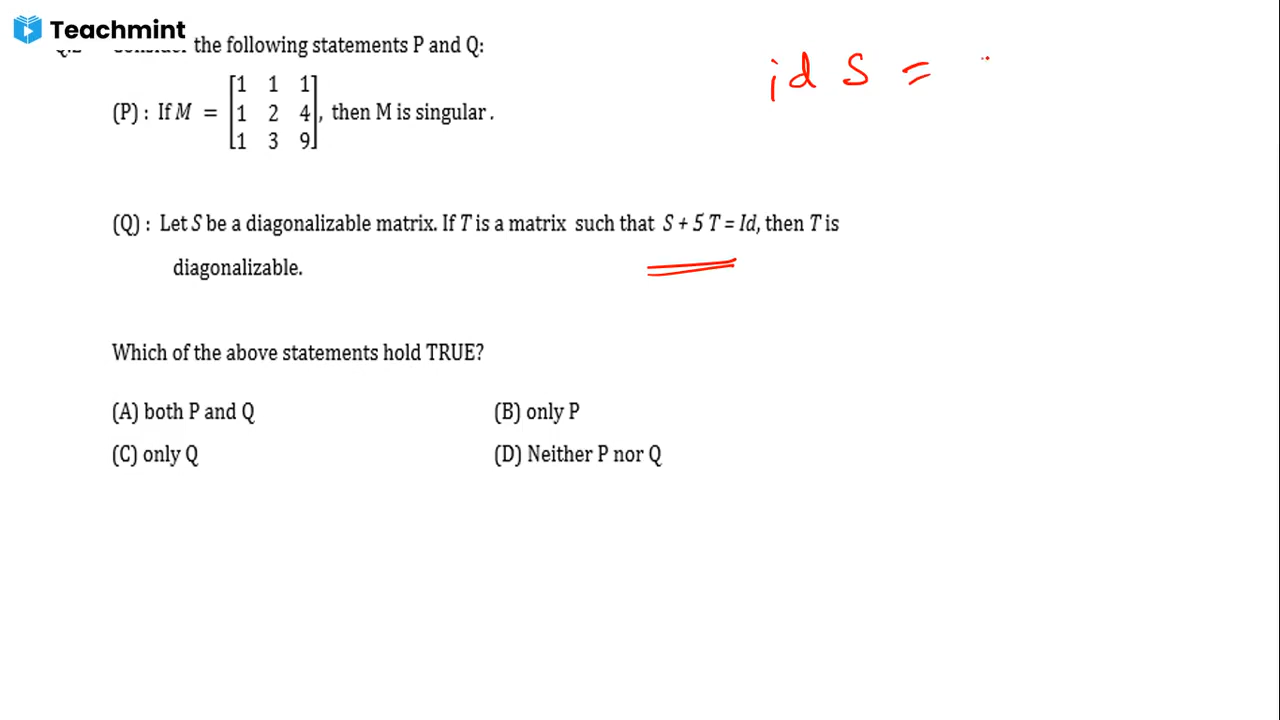 Teachmint
the following statements P and Q:
id S =
(P) : If M = [1 1 1
1 2 4
1 3 9], then M is singular .
(Q) : Let S be a diagonalizable matrix. If T is a matrix such that S + 5 T = Id, then T is
diagonalizable.
Which of the above statements hold TRUE?
(A) both P and Q (B) only P
(C) only Q (D) Neither P nor Q